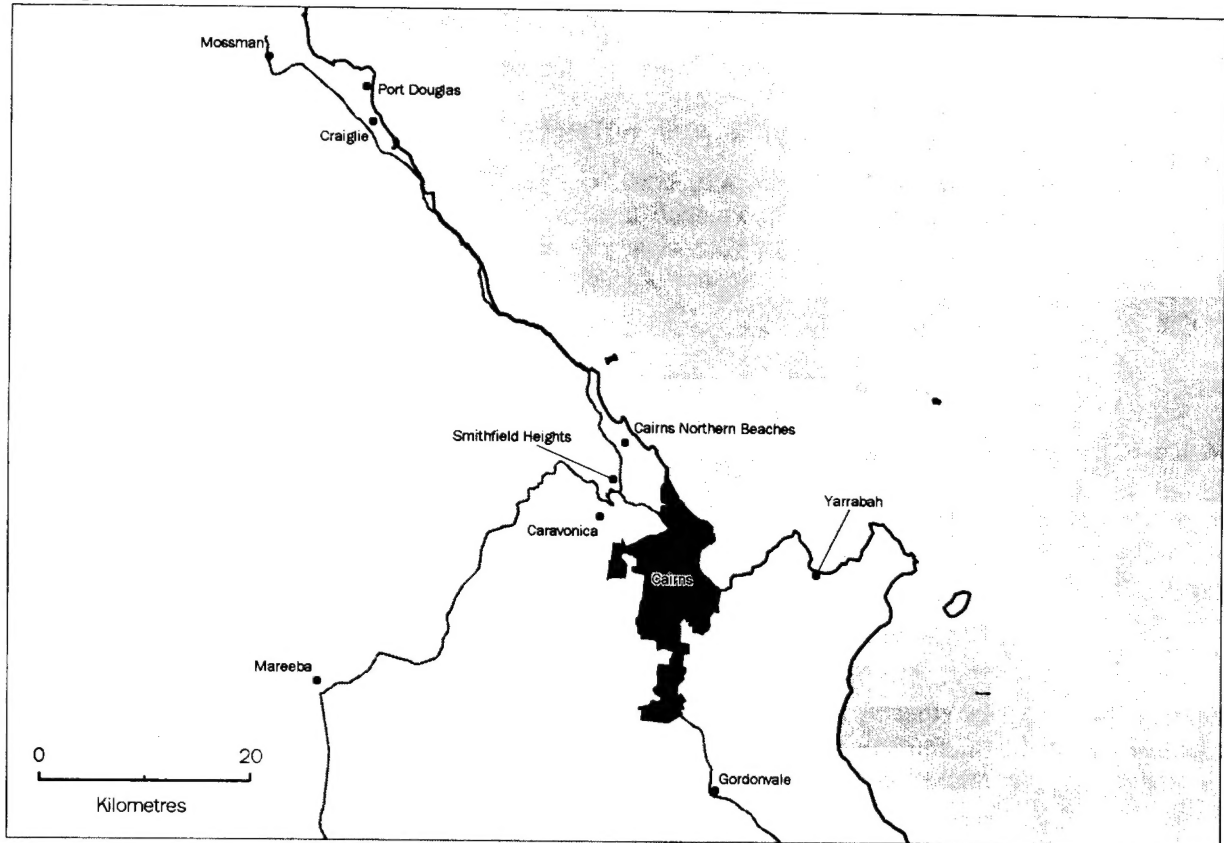 Mossman
Port Douglas
Craiglie
Cairns Northern Beaches
Smithfield Heights
Yarrabah
Caravonica
Cairns
Mareeba
0 20
Kilometres
Gordonvale